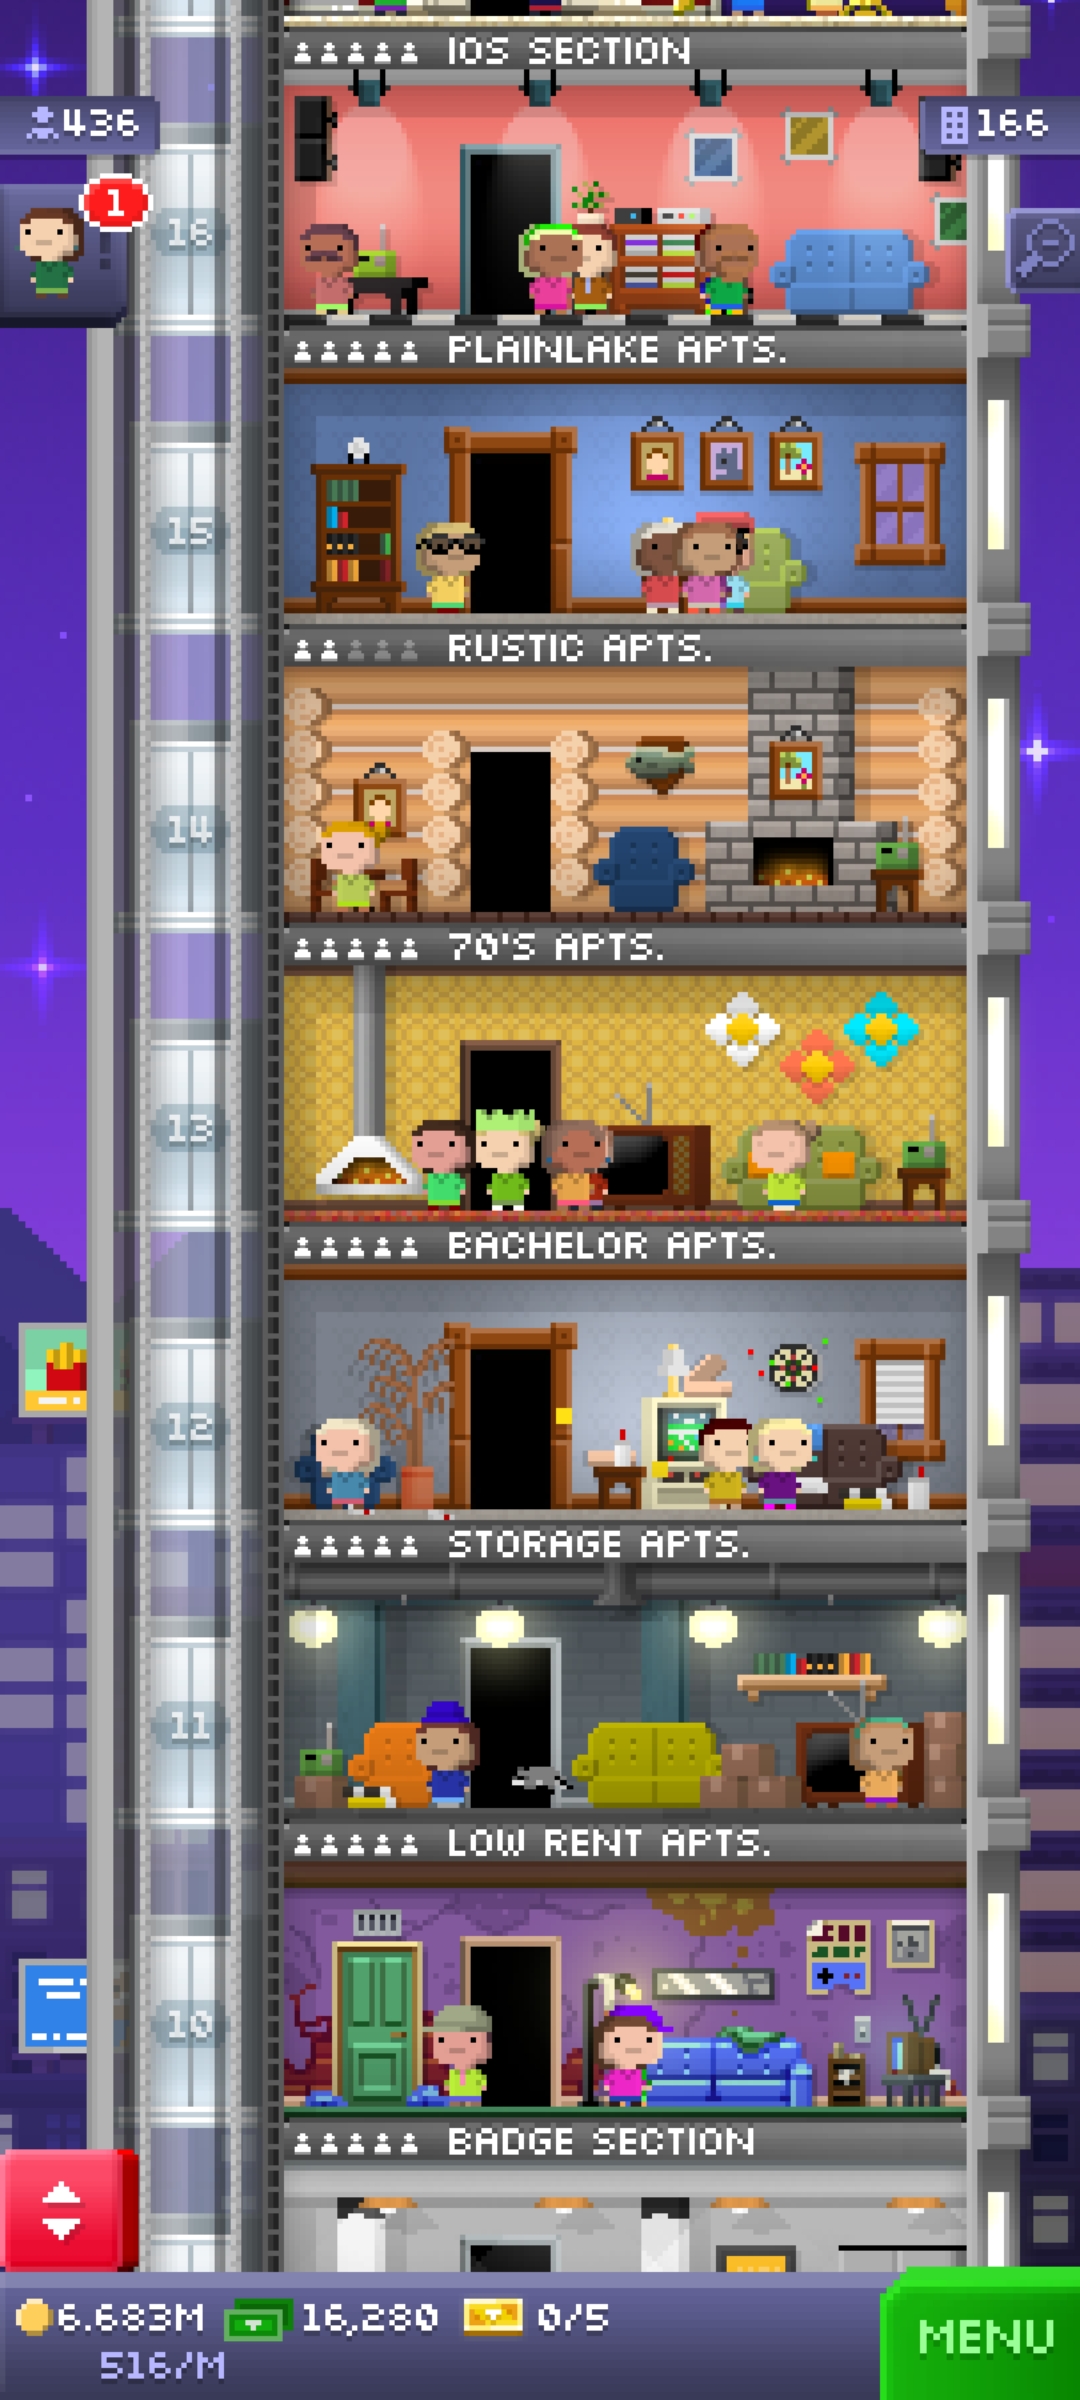 IOS SECTION
436
166
1
16
PLAINLAKE APTS.
15
RUSTIC APTS.
14
70'S APTS.
13
BACHELOR APTS.
12
STORAGE APTS.
11
LOW RENT APTS.
10
BADGE SECTION
6.683M
16,280
0/5
516/M
MENU